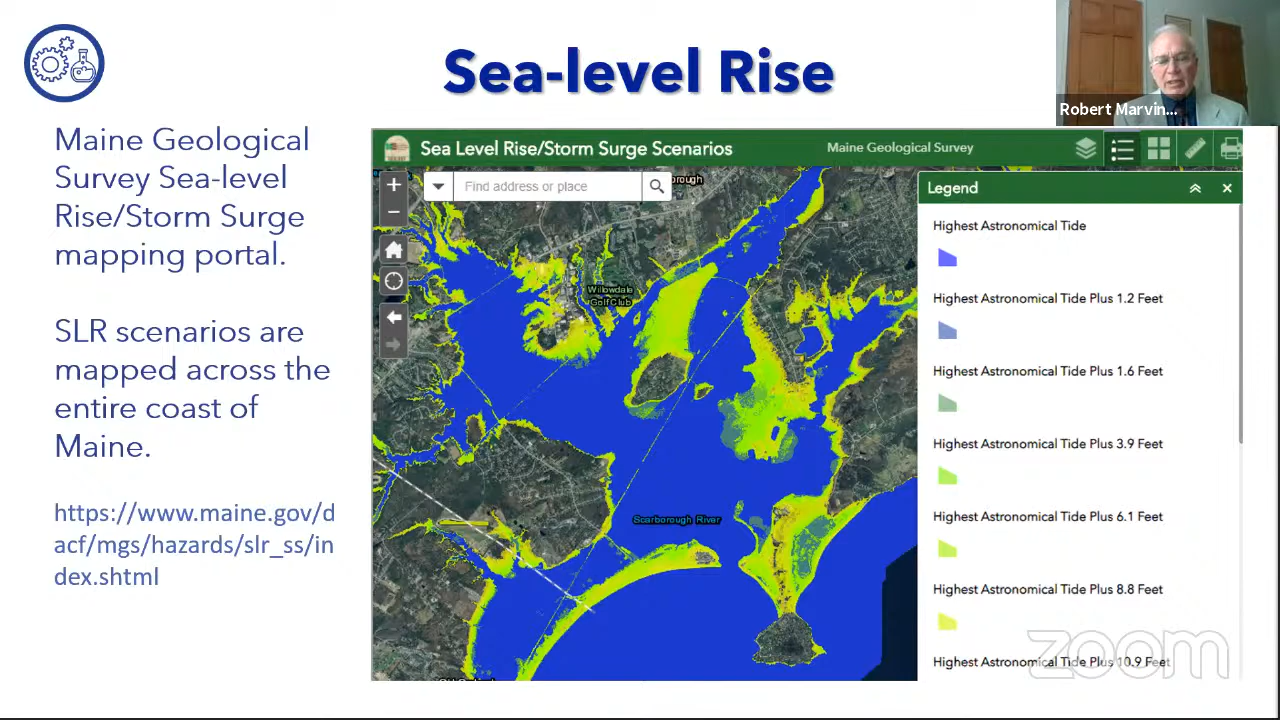 Sea-level Rise
Robert Marvin...
Maine Geological
Survey Sea-level
Rise/Storm Surge
mapping portal.
SLR scenarios are
mapped across the
entire coast of
Maine.
https://www.maine.gov/d
acf/mgs/hazards/slr_ss/in
dex.shtml
Sea Level Rise/Storm Surge Scenarios
Maine Geological Survey
Find address or place
Willowdale
Golf Club
Scarborough River
Legend
Highest Astronomical Tide
Highest Astronomical Tide Plus 1.2 Feet
Highest Astronomical Tide Plus 1.6 Feet
Highest Astronomical Tide Plus 3.9 Feet
Highest Astronomical Tide Plus 6.1 Feet
Highest Astronomical Tide Plus 8.8 Feet
Highest Astronomical Tide Plus 10.9 Feet
zoom